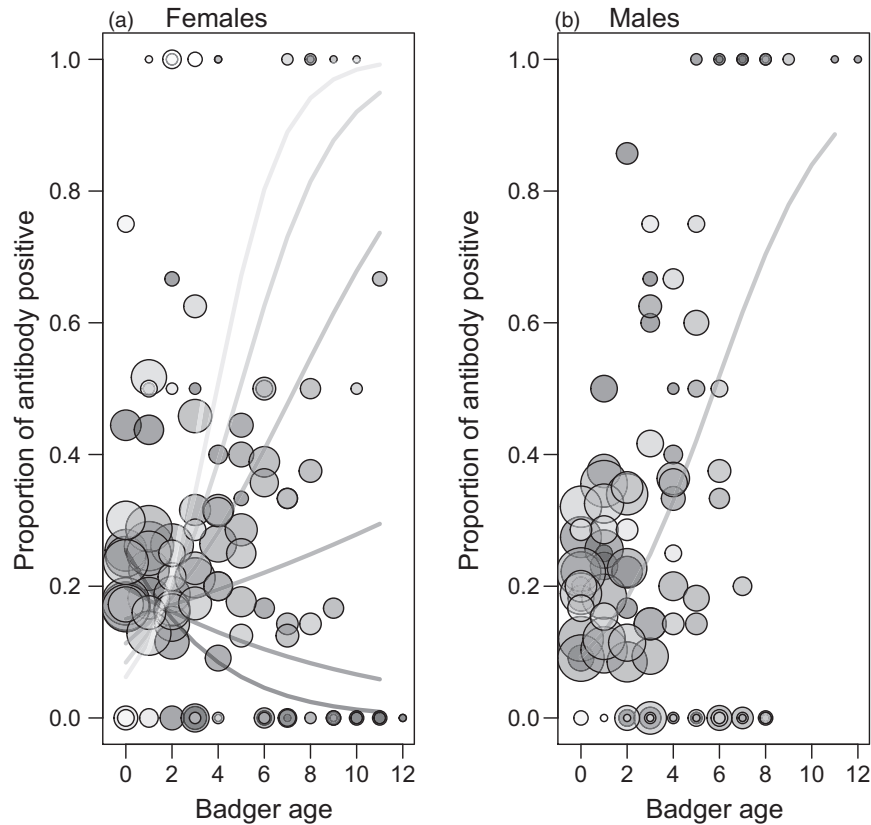 (a) Females
Proportion of antibody positive
1.0
0.8
0.6
0.4
0.2
0.0
0 2 4 6 8 10 12
Badger age
(b) Males
Proportion of antibody positive
1.0
0.8
0.6
0.4
0.2
0.0
0 2 4 6 8 10 12
Badger age